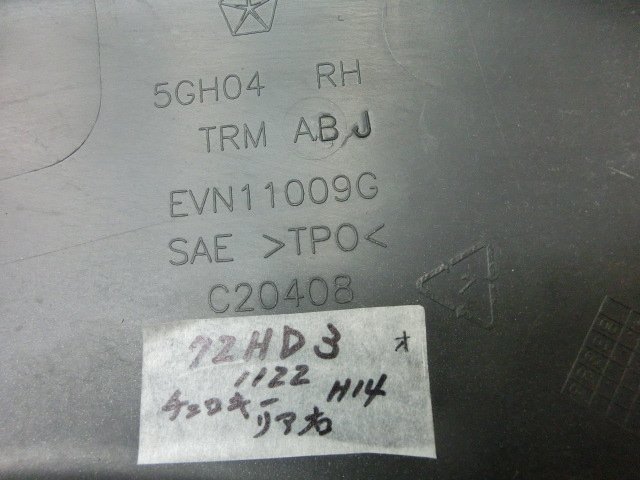 5GH04 RH
TRM ABJ
EVN11009G
SAE >TPO<
C20408
72HD3 オ
1122
チェロキー H14
リア右